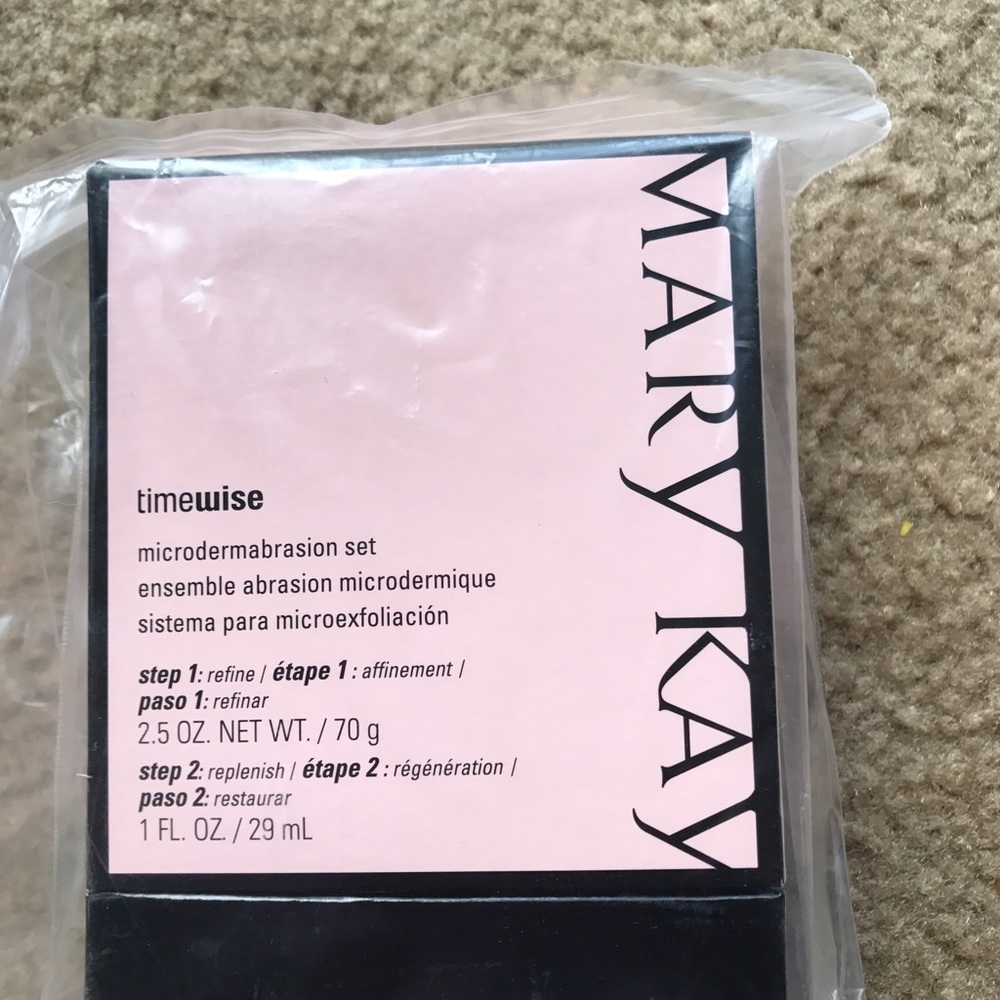 MARY KAY
timewise
microdermabrasion set
ensemble abrasion microdermique
sistema para microexfoliación
step 1: refine / étape 1 : affinement /
paso 1: refinar
2.5 OZ. NET WT. / 70 g
step 2: replenish / étape 2 : régénération /
paso 2: restaurar
1 FL. OZ. / 29 mL